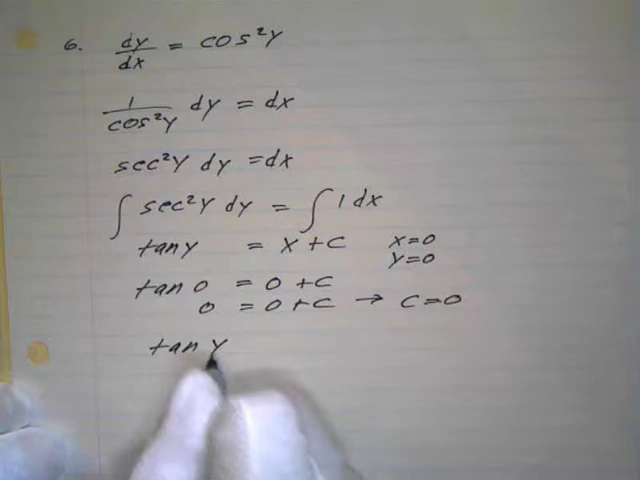 6. dy/dx = cos²y
1/cos²y dy = dx
sec²y dy = dx
∫ sec²y dy = ∫ 1 dx
tan y = x + c x=0
y=0
tan 0 = 0 + c
0 = 0 + c → c = 0
tan y